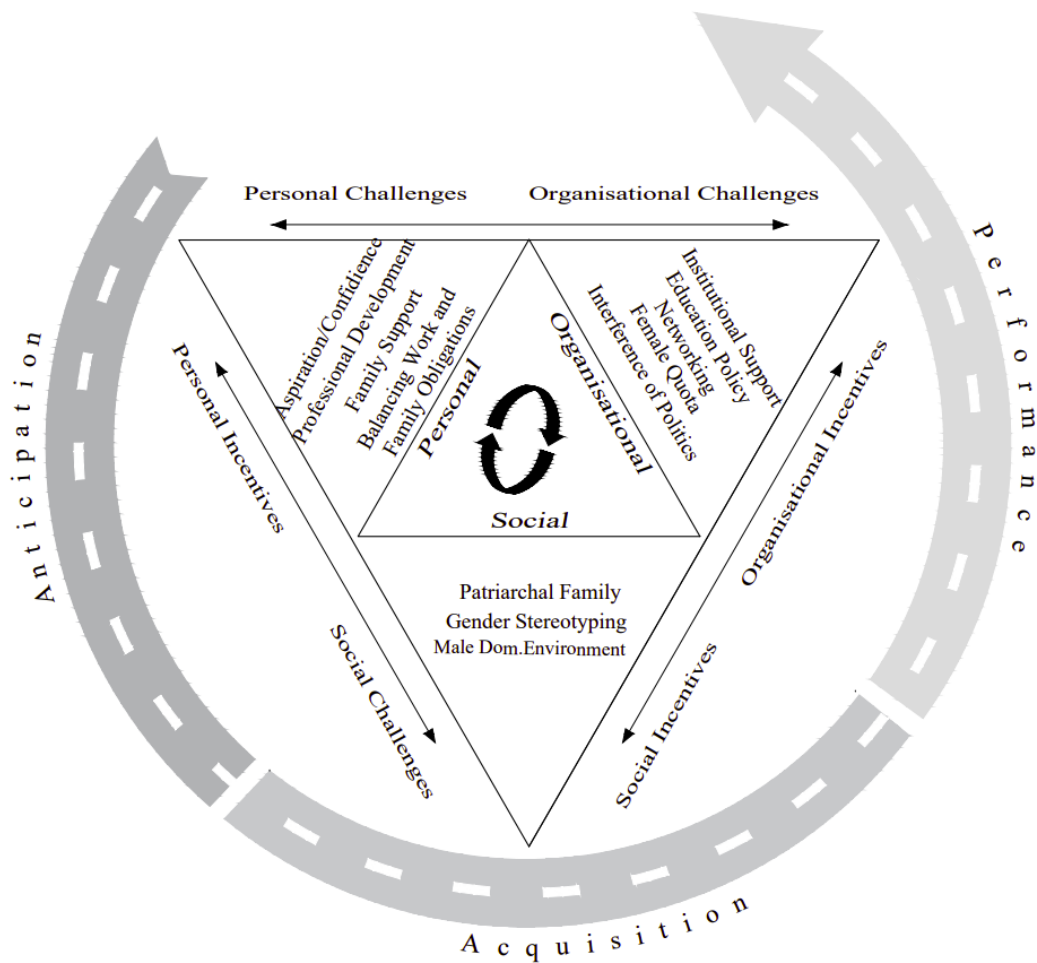 Personal Challenges
Organisational Challenges
Aspiration/Confidience
Professional Development
Family Support
Balancing Work and
Family Obligations
Personal
Organisational
Social
Institutional Support
Education Policy
Networking
Female Quota
Interference of Politics
Patriarchal Family
Gender Stereotyping
Male Dom.Environment
Personal Incentives
Social Challenges
Organisational Incentives
Social Incentives
Anticipation
Acquisition
Performance